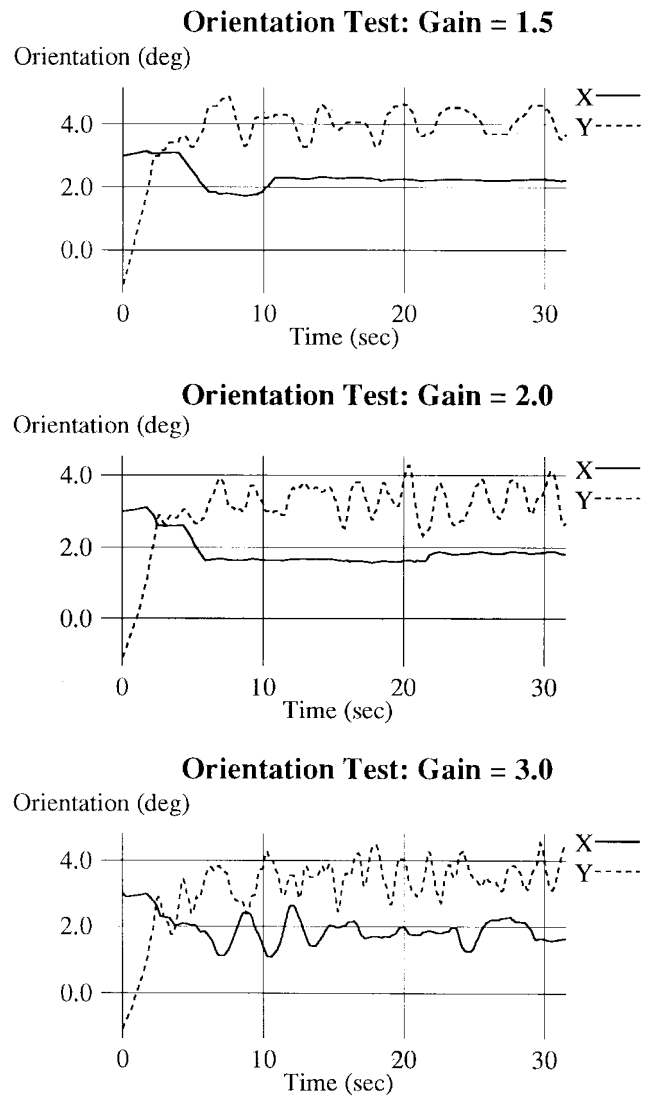 Orientation Test: Gain = 1.5
Orientation (deg)
X
Y
4.0
2.0
0.0
0 10 20 30
Time (sec)
Orientation Test: Gain = 2.0
Orientation (deg)
X
Y
4.0
2.0
0.0
0 10 20 30
Time (sec)
Orientation Test: Gain = 3.0
Orientation (deg)
X
Y
4.0
2.0
0.0
0 10 20 30
Time (sec)